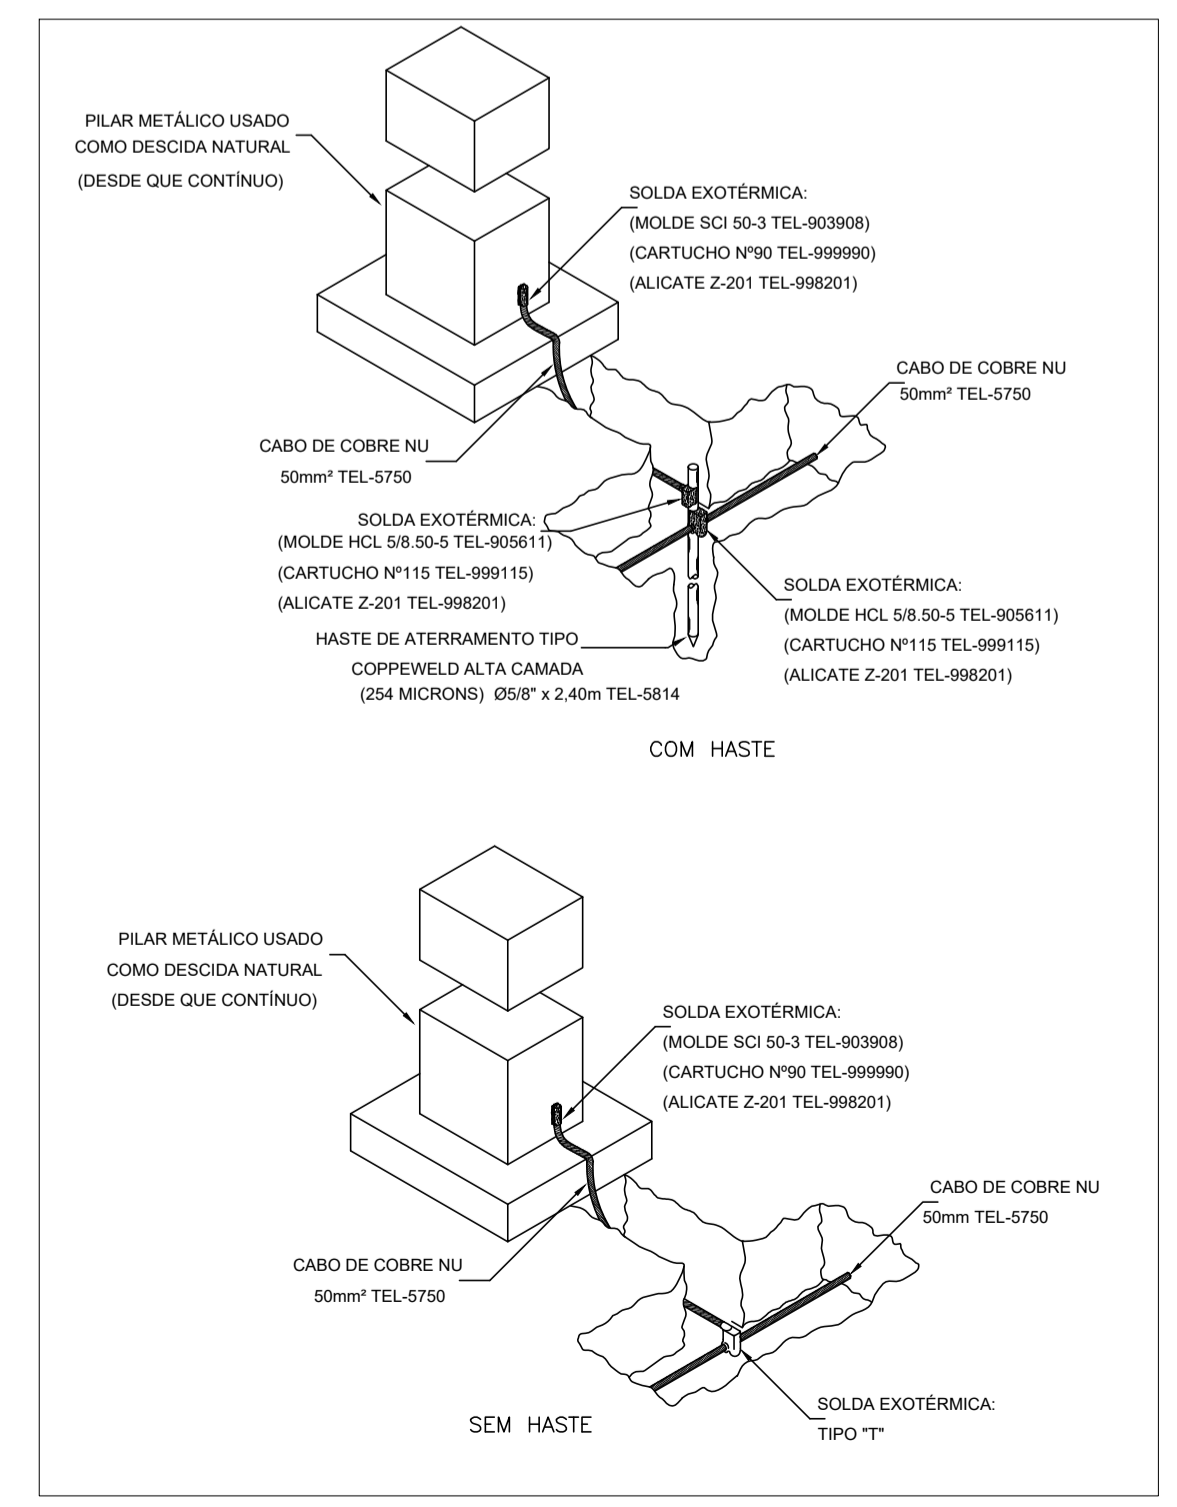 PILAR METÁLICO USADO
COMO DESCIDA NATURAL
(DESDE QUE CONTÍNUO)
SOLDA EXOTÉRMICA:
(MOLDE SCI 50-3 TEL-903908)
(CARTUCHO Nº90 TEL-999990)
(ALICATE Z-201 TEL-998201)
CABO DE COBRE NU
50mm² TEL-5750
CABO DE COBRE NU
50mm² TEL-5750
SOLDA EXOTÉRMICA:
(MOLDE HCL 5/8.50-5 TEL-905611)
(CARTUCHO Nº115 TEL-999115)
(ALICATE Z-201 TEL-998201)
SOLDA EXOTÉRMICA:
(MOLDE HCL 5/8.50-5 TEL-905611)
(CARTUCHO Nº115 TEL-999115)
(ALICATE Z-201 TEL-998201)
HASTE DE ATERRAMENTO TIPO
COPPEWELD ALTA CAMADA
(254 MICRONS) Ø5/8" x 2,40m TEL-5814
COM HASTE
PILAR METÁLICO USADO
COMO DESCIDA NATURAL
(DESDE QUE CONTÍNUO)
SOLDA EXOTÉRMICA:
(MOLDE SCI 50-3 TEL-903908)
(CARTUCHO Nº90 TEL-999990)
(ALICATE Z-201 TEL-998201)
CABO DE COBRE NU
50mm TEL-5750
CABO DE COBRE NU
50mm² TEL-5750
SOLDA EXOTÉRMICA:
TIPO "T"
SEM HASTE